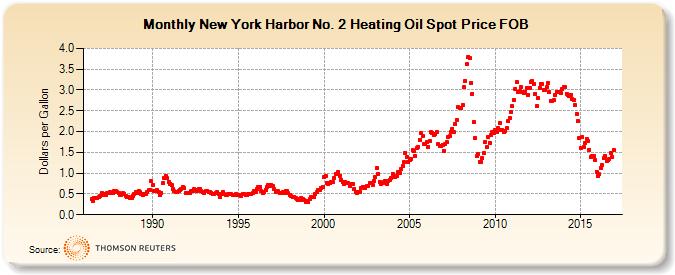 Monthly New York Harbor No. 2 Heating Oil Spot Price FOB
Dollars per Gallon
4.0
3.5
3.0
2.5
2.0
1.5
1.0
0.5
0.0
1990 1995 2000 2005 2010 2015
Source: THOMSON REUTERS